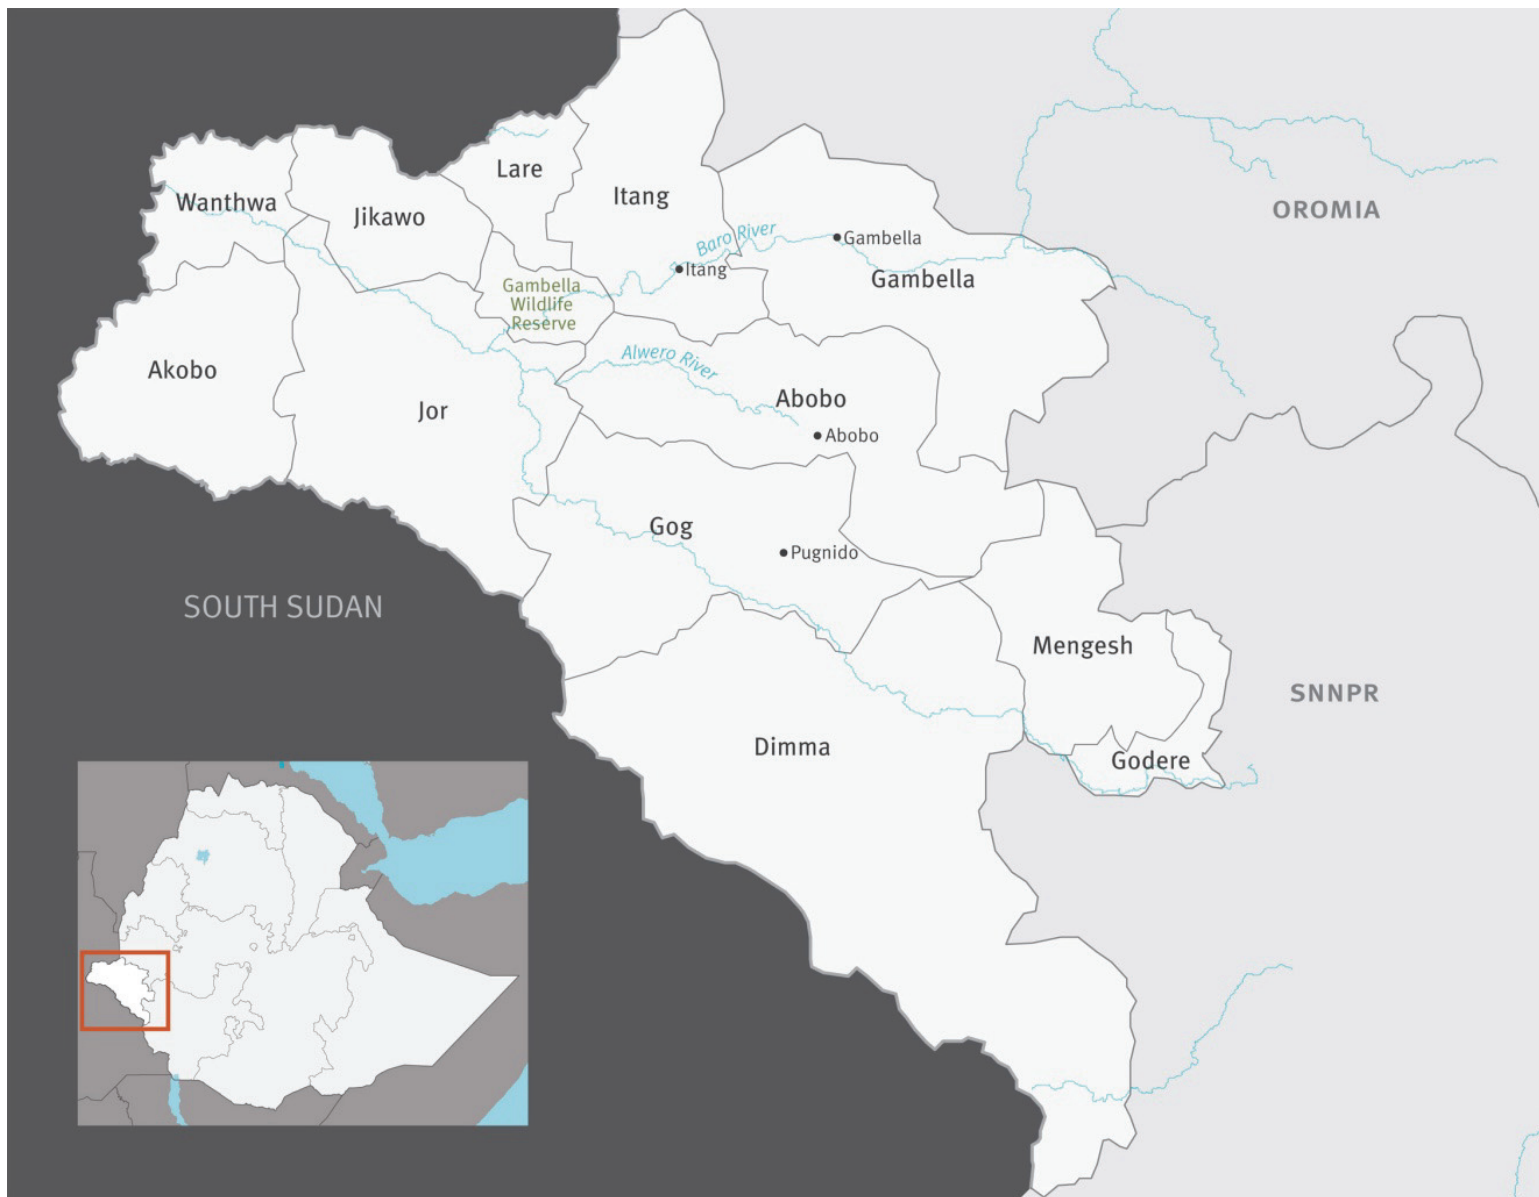 Lare
Wanthwa
Jikawo
Itang
OROMIA
Baro River
Gambella
Itang
Gambella
Gambella
Wildlife
Reserve
Alwero River
Akobo
Abobo
Jor
Abobo
Gog
Pugnido
SOUTH SUDAN
Mengesh
SNNPR
Dimma
Godere